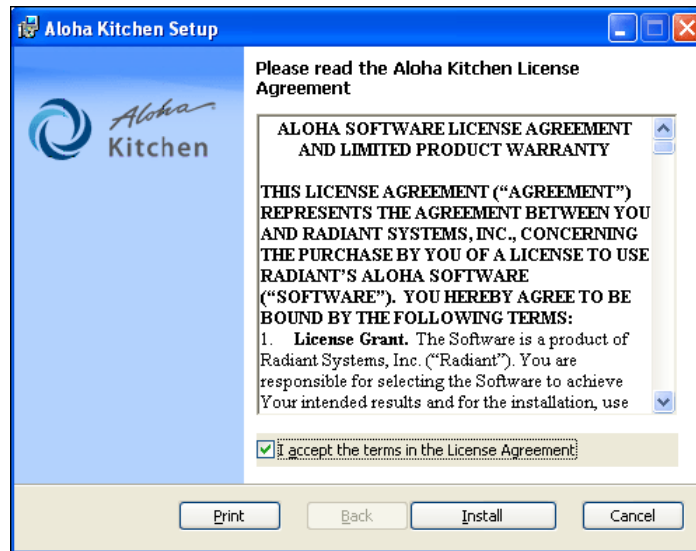 Aloha Kitchen Setup
Aloha
Kitchen
Please read the Aloha Kitchen License
Agreement
ALOHA SOFTWARE LICENSE AGREEMENT
AND LIMITED PRODUCT WARRANTY
THIS LICENSE AGREEMENT (“AGREEMENT”)
REPRESENTS THE AGREEMENT BETWEEN YOU
AND RADIANT SYSTEMS, INC., CONCERNING
THE PURCHASE BY YOU OF A LICENSE TO USE
RADIANT’S ALOHA SOFTWARE
(“SOFTWARE”). YOU HEREBY AGREE TO BE
BOUND BY THE FOLLOWING TERMS:
1. License Grant. The Software is a product of
Radiant Systems, Inc. (“Radiant”). You are
responsible for selecting the Software to achieve
Your intended results and for the installation, use
I accept the terms in the License Agreement
Print Back Install Cancel